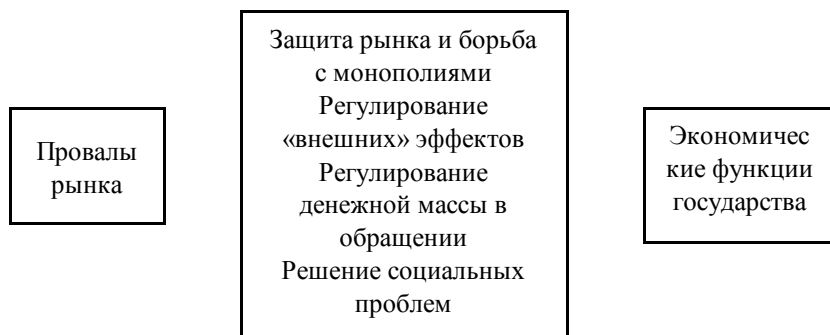 Провалы
рынка
Защита рынка и борьба
с монополиями
Регулирование
«внешних» эффектов
Регулирование
денежной массы в
обращении
Решение социальных
проблем
Экономичес
кие функции
государства